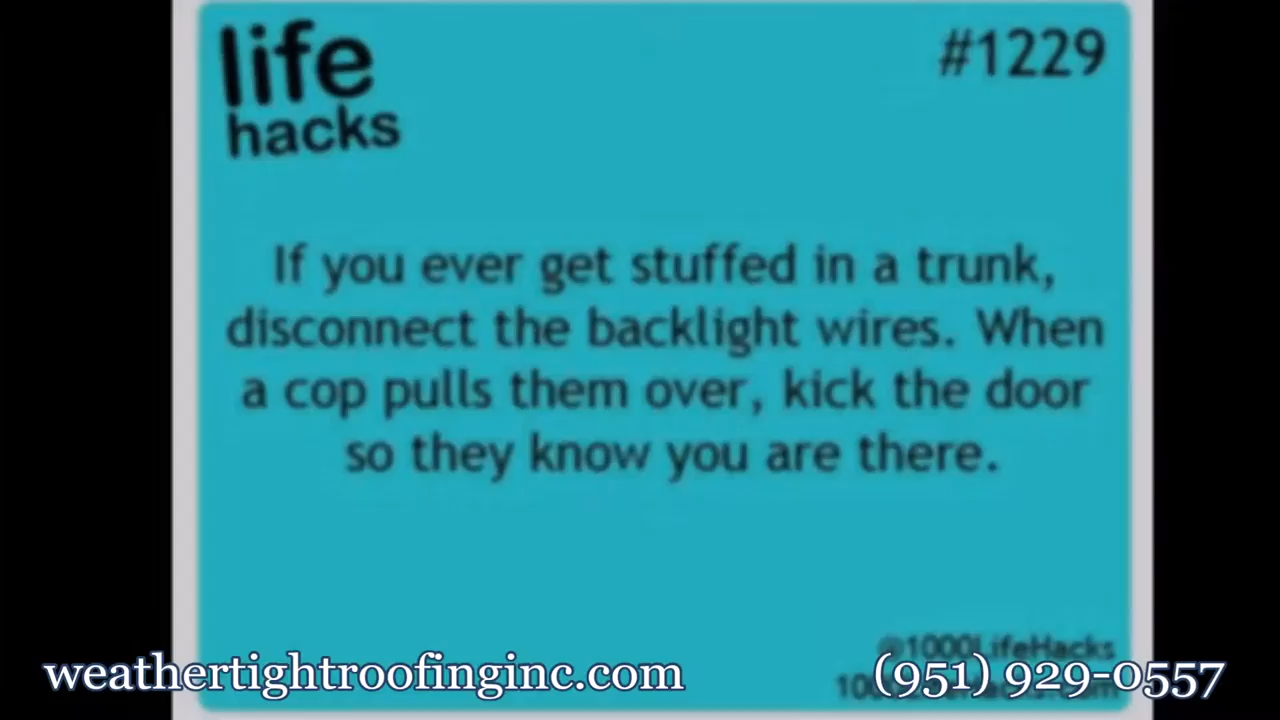 life
hacks
#1229
If you ever get stuffed in a trunk,
disconnect the backlight wires. When
a cop pulls them over, kick the door
so they know you are there.
@1000LifeHacks
weathertightroofinginc.com
(951) 929-0557